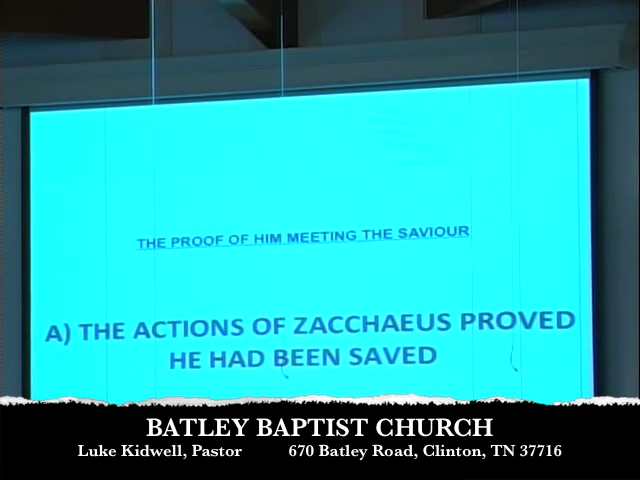 THE PROOF OF HIM MEETING THE SAVIOUR
A) THE ACTIONS OF ZACCHAEUS PROVED
HE HAD BEEN SAVED
BATLEY BAPTIST CHURCH
Luke Kidwell, Pastor 670 Batley Road, Clinton, TN 37716